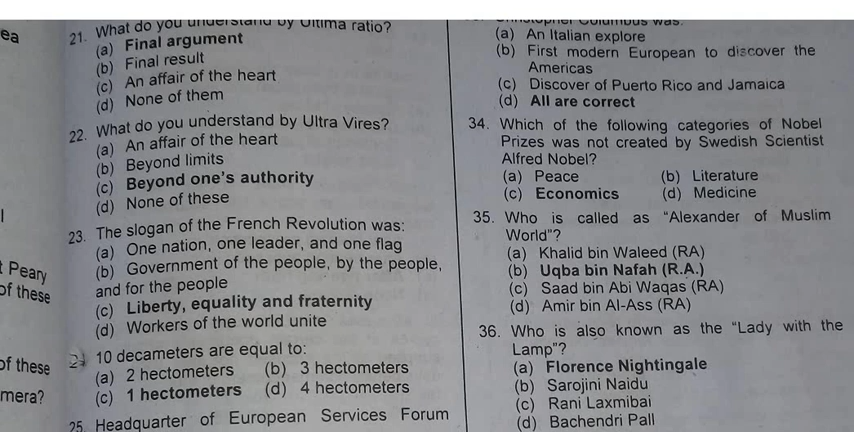 ea
t Peary
of these
of these
mera?
21. What do you understand by Ultima ratio?
(a) Final argument
(b) Final result
(c) An affair of the heart
(d) None of them
22. What do you understand by Ultra Vires?
(a) An affair of the heart
(b) Beyond limits
(c) Beyond one's authority
(d) None of these
23. The slogan of the French Revolution was:
(a) One nation, one leader, and one flag
(b) Government of the people, by the people,
and for the people
(c) Liberty, equality and fraternity
(d) Workers of the world unite
24 10 decameters are equal to:
(a) 2 hectometers (b) 3 hectometers
(c) 1 hectometers (d) 4 hectometers
25. Headquarter of European Services Forum
Columbus was:
(a) An Italian explore
(b) First modern European to discover the
Americas
(c) Discover of Puerto Rico and Jamaica
(d) All are correct
34. Which of the following categories of Nobel
Prizes was not created by Swedish Scientist
Alfred Nobel?
(a) Peace (b) Literature
(c) Economics (d) Medicine
35. Who is called as “Alexander of Muslim
World”?
(a) Khalid bin Waleed (RA)
(b) Uqba bin Nafah (R.A.)
(c) Saad bin Abi Waqas (RA)
(d) Amir bin Al-Ass (RA)
36. Who is also known as the “Lady with the
Lamp”?
(a) Florence Nightingale
(b) Sarojini Naidu
(c) Rani Laxmibai
(d) Bachendri Pall